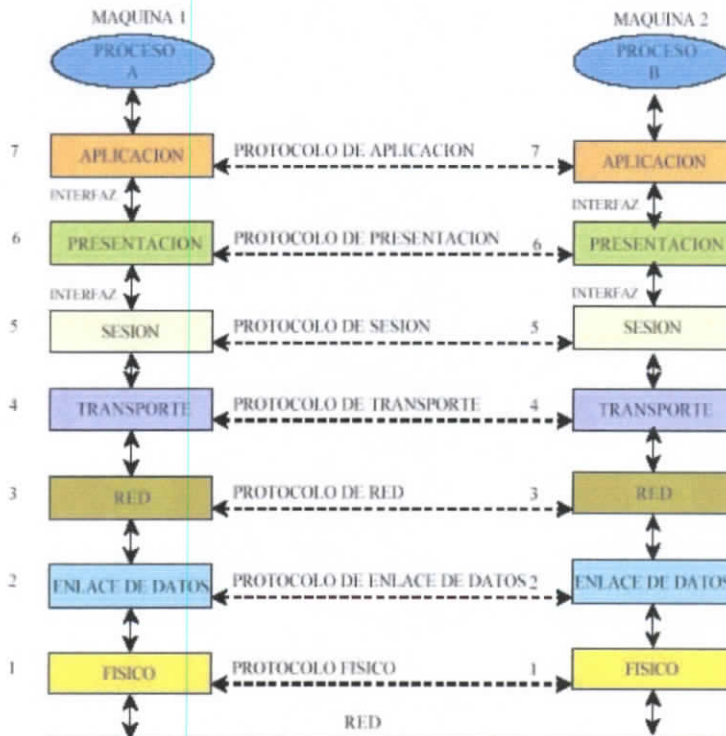 MAQUINA 1 MAQUINA 2
PROCESO A PROCESO B
7 APLICACION PROTOCOLO DE APLICACION 7 APLICACION
INTERFAZ INTERFAZ
6 PRESENTACION PROTOCOLO DE PRESENTACION 6 PRESENTACION
INTERFAZ INTERFAZ
5 SESION PROTOCOLO DE SESION 5 SESION
4 TRANSPORTE PROTOCOLO DE TRANSPORTE 4 TRANSPORTE
3 RED PROTOCOLO DE RED 3 RED
2 ENLACE DE DATOS PROTOCOLO DE ENLACE DE DATOS 2 ENLACE DE DATOS
1 FISICO PROTOCOLO FISICO 1 FISICO
RED